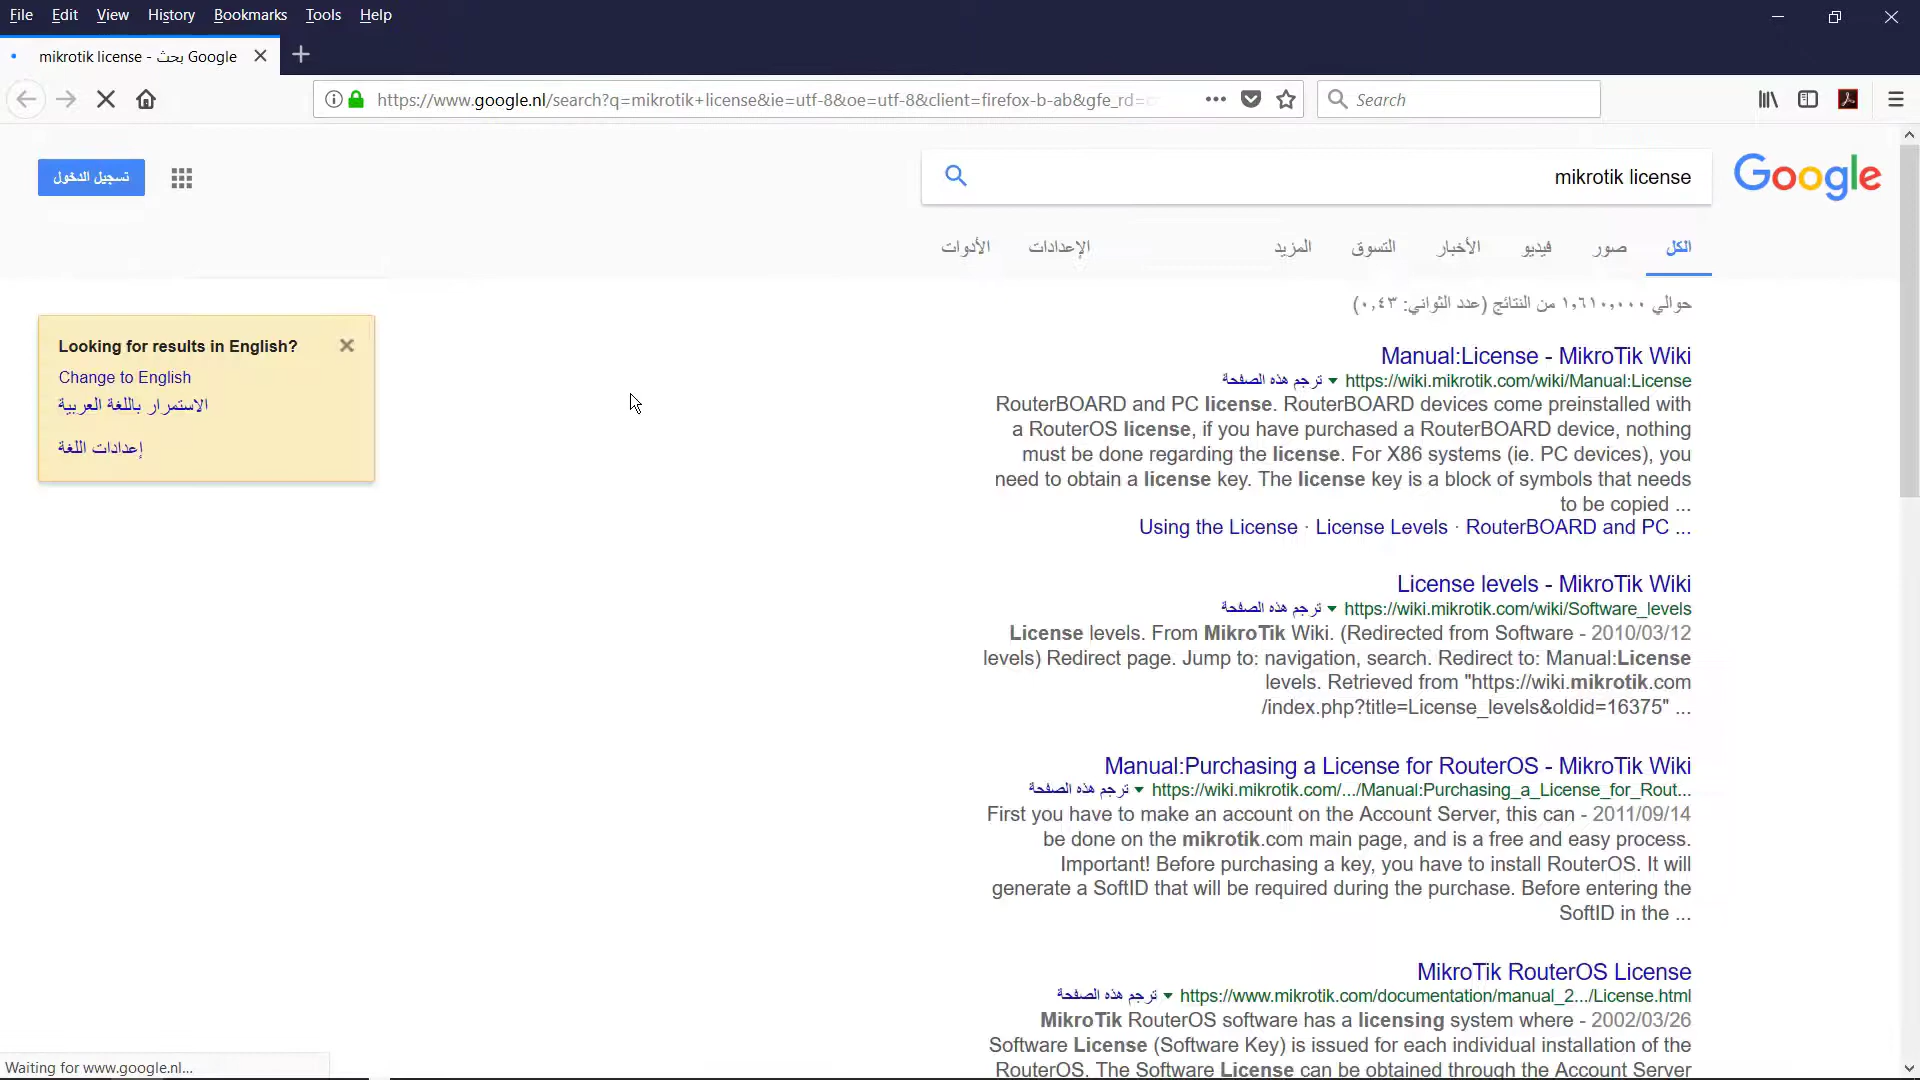 File Edit View History Bookmarks Tools Help
mikrotik license - بحث Google
https://www.google.nl/search?q=mikrotik+license&ie=utf-8&oe=utf-8&client=firefox-b-ab&gfe_rd=c
Search
تسجيل الدخول
mikrotik license
Google
الكل صور فيديو الأخبار التسوق المزيد الإعدادات الأدوات
حوالي ١,٦١٠,٠٠٠ من النتائج (عدد الثواني: ٠,٤٣)
Looking for results in English?
Change to English
الاستمرار باللغة العربية
إعدادات اللغة
Manual:License - MikroTik Wiki
https://wiki.mikrotik.com/wiki/Manual:License ترجم هذه الصفحة
RouterBOARD and PC license. RouterBOARD devices come preinstalled with
a RouterOS license, if you have purchased a RouterBOARD device, nothing
must be done regarding the license. For X86 systems (ie. PC devices), you
need to obtain a license key. The license key is a block of symbols that needs
to be copied ...
Using the License · License Levels · RouterBOARD and PC ...
License levels - MikroTik Wiki
https://wiki.mikrotik.com/wiki/Software_levels ترجم هذه الصفحة
License levels. From MikroTik Wiki. (Redirected from Software - 2010/03/12
levels) Redirect page. Jump to: navigation, search. Redirect to: Manual:License
levels. Retrieved from "https://wiki.mikrotik.com
/index.php?title=License_levels&oldid=16375" ...
Manual:Purchasing a License for RouterOS - MikroTik Wiki
https://wiki.mikrotik.com/.../Manual:Purchasing_a_License_for_Rout... ترجم هذه الصفحة
First you have to make an account on the Account Server, this can - 2011/09/14
be done on the mikrotik.com main page, and is a free and easy process.
Important! Before purchasing a key, you have to install RouterOS. It will
generate a SoftID that will be required during the purchase. Before entering the
SoftID in the ...
MikroTik RouterOS License
https://www.mikrotik.com/documentation/manual_2.../License.html ترجم هذه الصفحة
MikroTik RouterOS software has a licensing system where - 2002/03/26
Software License (Software Key) is issued for each individual installation of the
RouterOS. The Software License can be obtained through the Account Server
Waiting for www.google.nl...